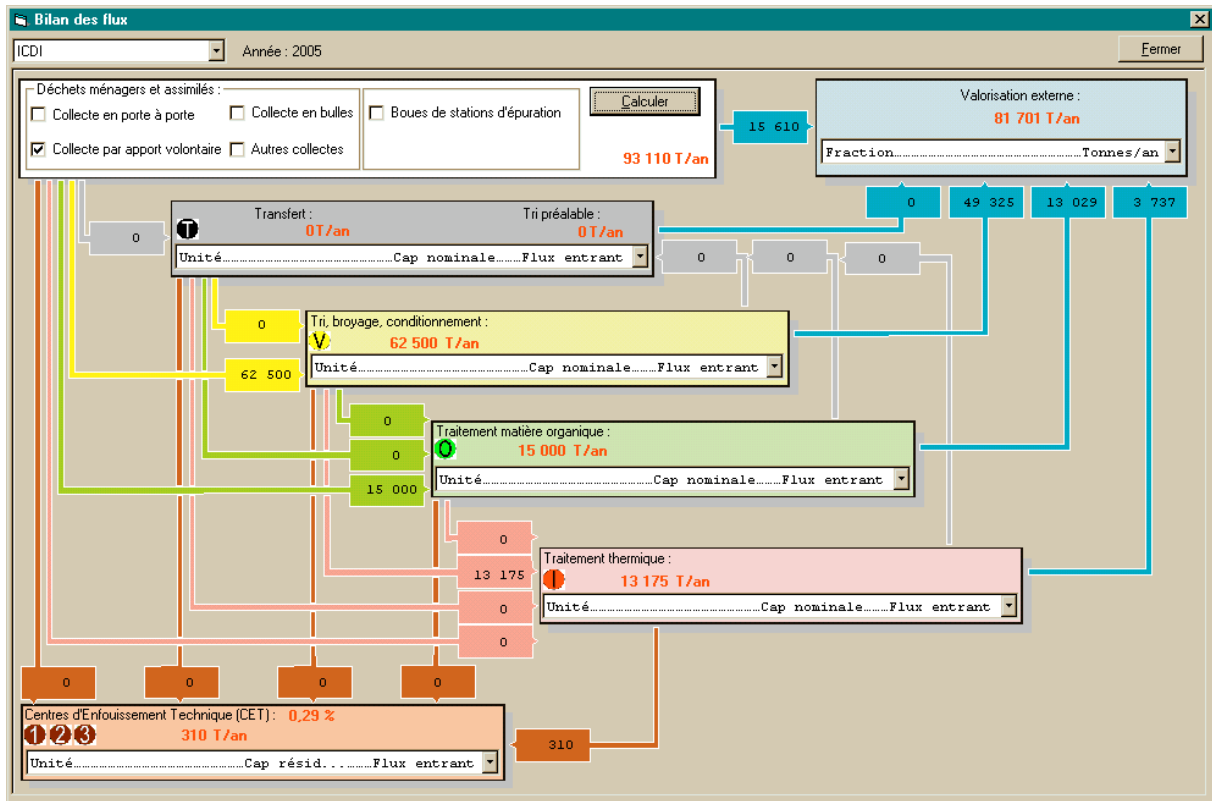 Bilan des flux
ICDI
Année : 2005
Fermer
Déchets ménagers et assimilés :
Collecte en porte à porte
Collecte en bulles
Boues de stations d'épuration
Calculer
Collecte par apport volontaire
Autres collectes
93 110 T/an
15 610
Valorisation externe :
81 701 T/an
Fraction.......Tonnes/an
0
49 325
13 029
3 737
0
T
Transfert :
0T/an
Tri préalable :
0T/an
Unité.......Cap nominale.......Flux entrant
0
0
0
0
62 500
Tri, broyage, conditionnement :
V
62 500 T/an
Unité.......Cap nominale.......Flux entrant
0
0
15 000
Traitement matière organique :
O
15 000 T/an
Unité.......Cap nominale.......Flux entrant
0
13 175
0
0
Traitement thermique :
I
13 175 T/an
Unité.......Cap nominale.......Flux entrant
0
0
0
0
Centres d'Enfouissement Technique (CET) : 0,29 %
1 2 3
310 T/an
Unité.......Cap résid.......Flux entrant
310